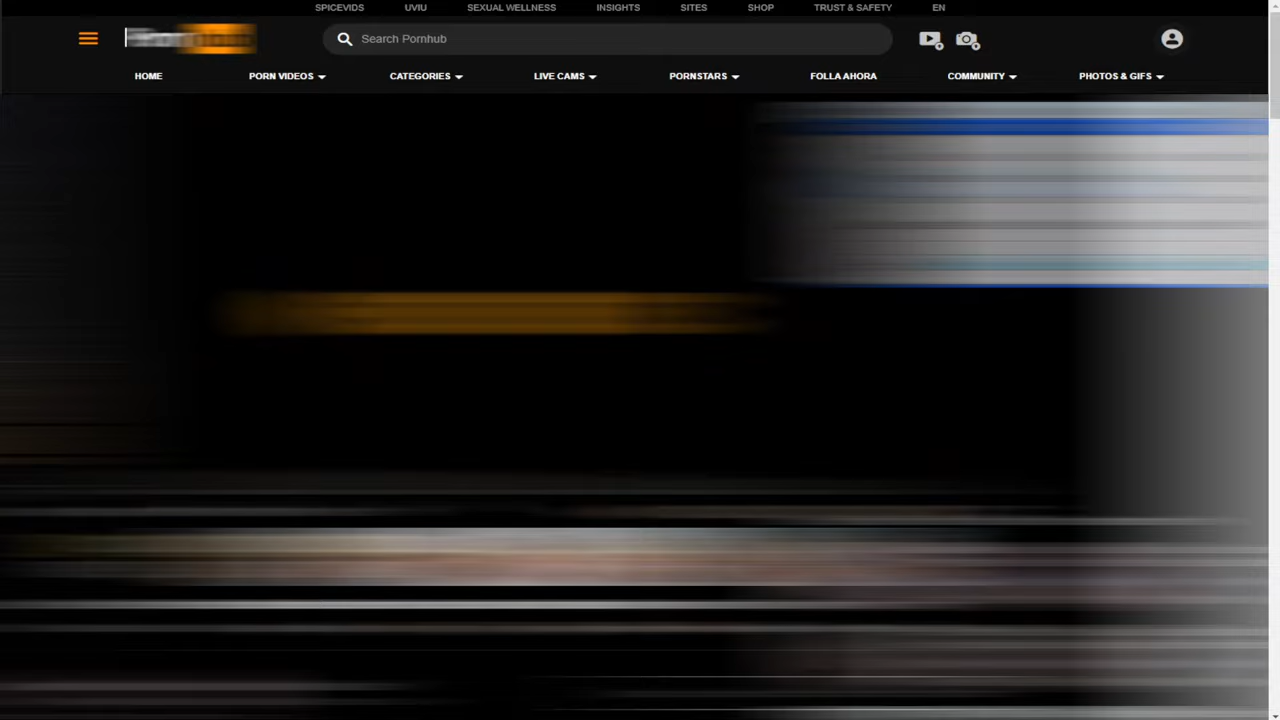 SPICEVIDS UVIU SEXUAL WELLNESS INSIGHTS SITES SHOP TRUST & SAFETY EN
Search Pornhub
HOME PORN VIDEOS CATEGORIES LIVE CAMS PORNSTARS FOLLA AHORA COMMUNITY PHOTOS & GIFS